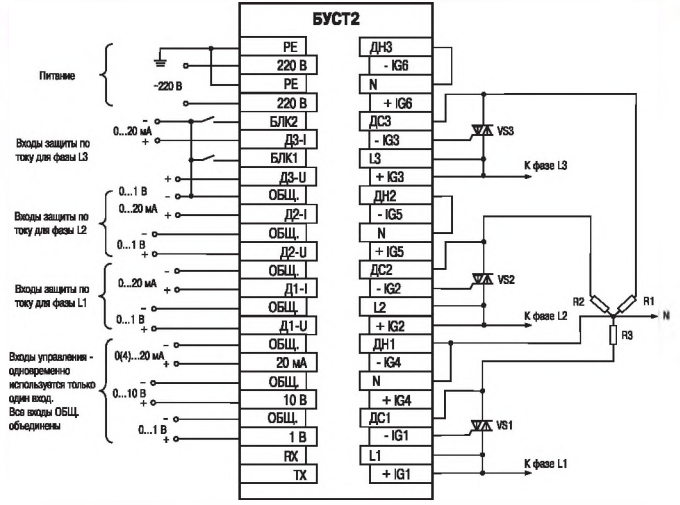 БУСТ2
Питание
~220 В
Входы защиты по
току для фазы L3
–
0...20 мА
+
+
0...1 В
–
Входы защиты по
току для фазы L2
0...20 мА
+
–
0...1 В
+
Входы защиты по
току для фазы L1
–
0...20 мА
+
–
0...1 В
+
Входы управления -
одновременно
используется только
один вход.
Все входы ОБЩ.
объединены
–
0(4)...20 мА
+
–
0...10 В
+
–
0...1 В
+
PE
220 В
PE
220 В
БЛК2
Д3-I
БЛК1
Д3-U
ОБЩ.
Д2-I
ОБЩ.
Д2-U
ОБЩ.
Д1-I
ОБЩ.
Д1-U
ОБЩ.
20 мА
ОБЩ.
10 В
ОБЩ.
1 В
RX
TX
ДН3
- IG6
N
+ IG6
ДС3
- IG3
L3
+ IG3
ДН2
- IG5
N
+ IG5
ДС2
- IG2
L2
+ IG2
ДН1
- IG4
N
+ IG4
ДС1
- IG1
L1
+ IG1
VS3
К фазе L3
VS2
К фазе L2
R2
R1
N
R3
VS1
К фазе L1